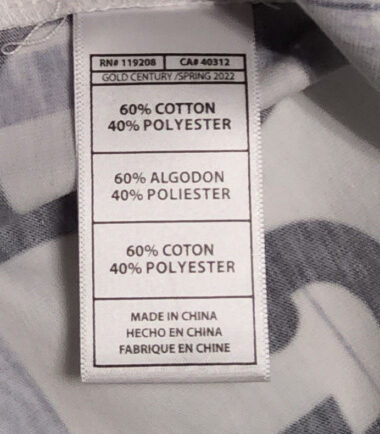 RN# 119208 CA# 40312
GOLD CENTURY /SPRING 2022
60% COTTON
40% POLYESTER
60% ALGODON
40% POLIESTER
60% COTON
40% POLYESTER
MADE IN CHINA
HECHO EN CHINA
FABRIQUE EN CHINE